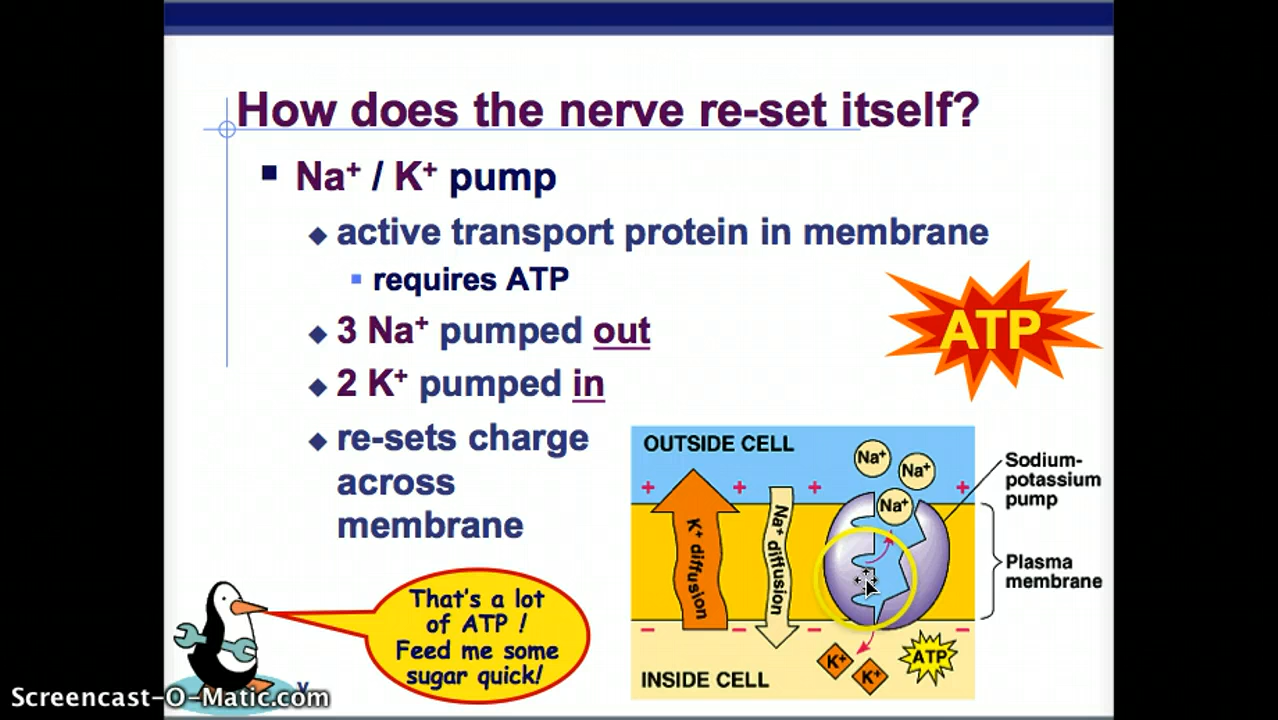 How does the nerve re-set itself?
Na⁺ / K⁺ pump
active transport protein in membrane
requires ATP
3 Na⁺ pumped out
2 K⁺ pumped in
re-sets charge
across
membrane
ATP
OUTSIDE CELL
Na⁺
Na⁺
Na⁺
+ + + +
K⁺ diffusion
Na⁺ diffusion
Sodium-
potassium
pump
Plasma
membrane
– – – –
K⁺
K⁺
ATP
INSIDE CELL
That's a lot
of ATP !
Feed me some
sugar quick!
Screencast-O-Matic.com